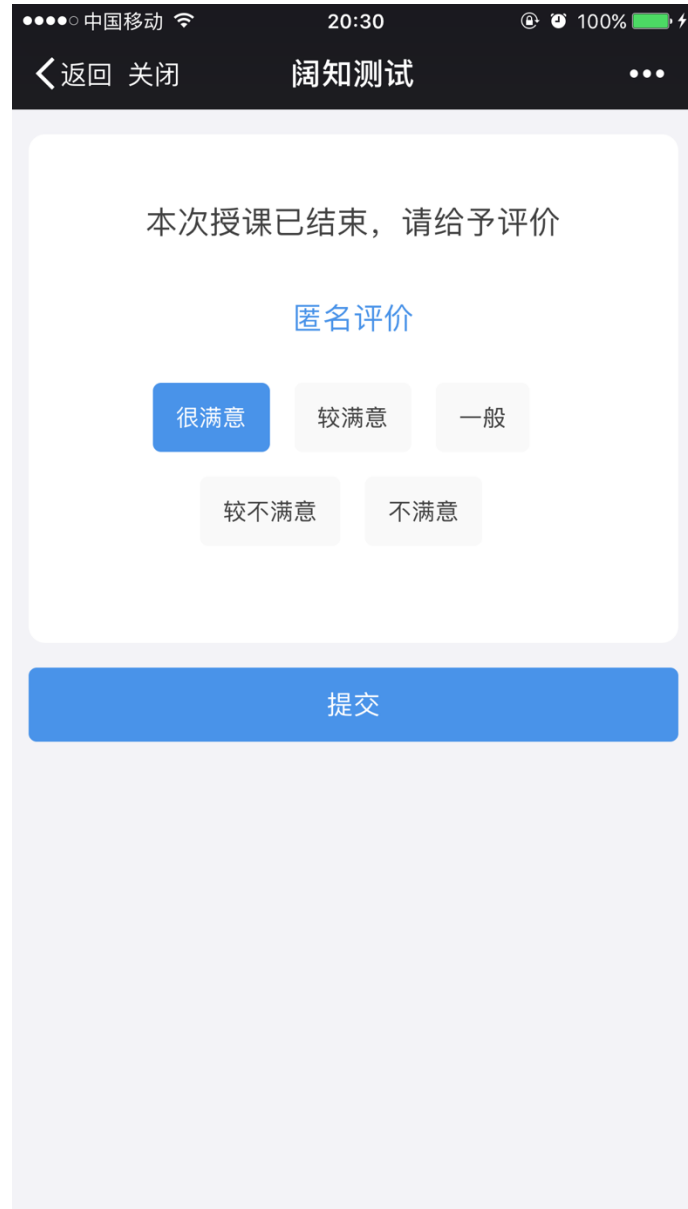 中国移动 20:30 100%
返回 关闭 阔知测试
本次授课已结束，请给予评价
匿名评价
很满意 较满意 一般
较不满意 不满意
提交